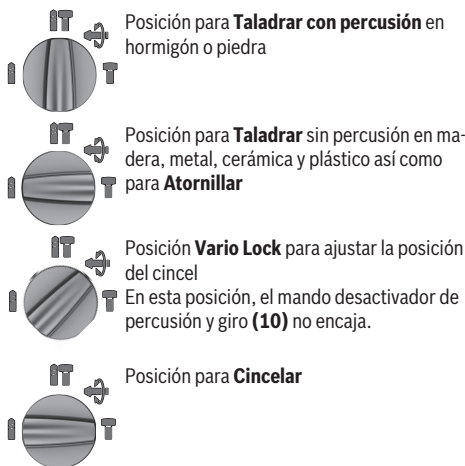 Posición para Taladrar con percusión en
hormigón o piedra
Posición para Taladrar sin percusión en ma-
dera, metal, cerámica y plástico así como
para Atornillar
Posición Vario Lock para ajustar la posición
del cincel
En esta posición, el mando desactivador de
percusión y giro (10) no encaja.
Posición para Cincelar